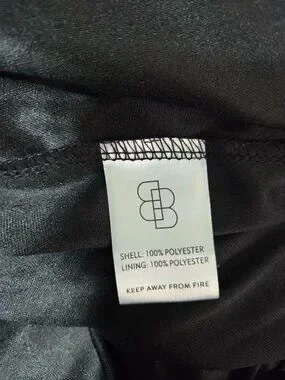 SHELL: 100% POLYESTER
LINING: 100% POLYESTER
KEEP AWAY FROM FIRE